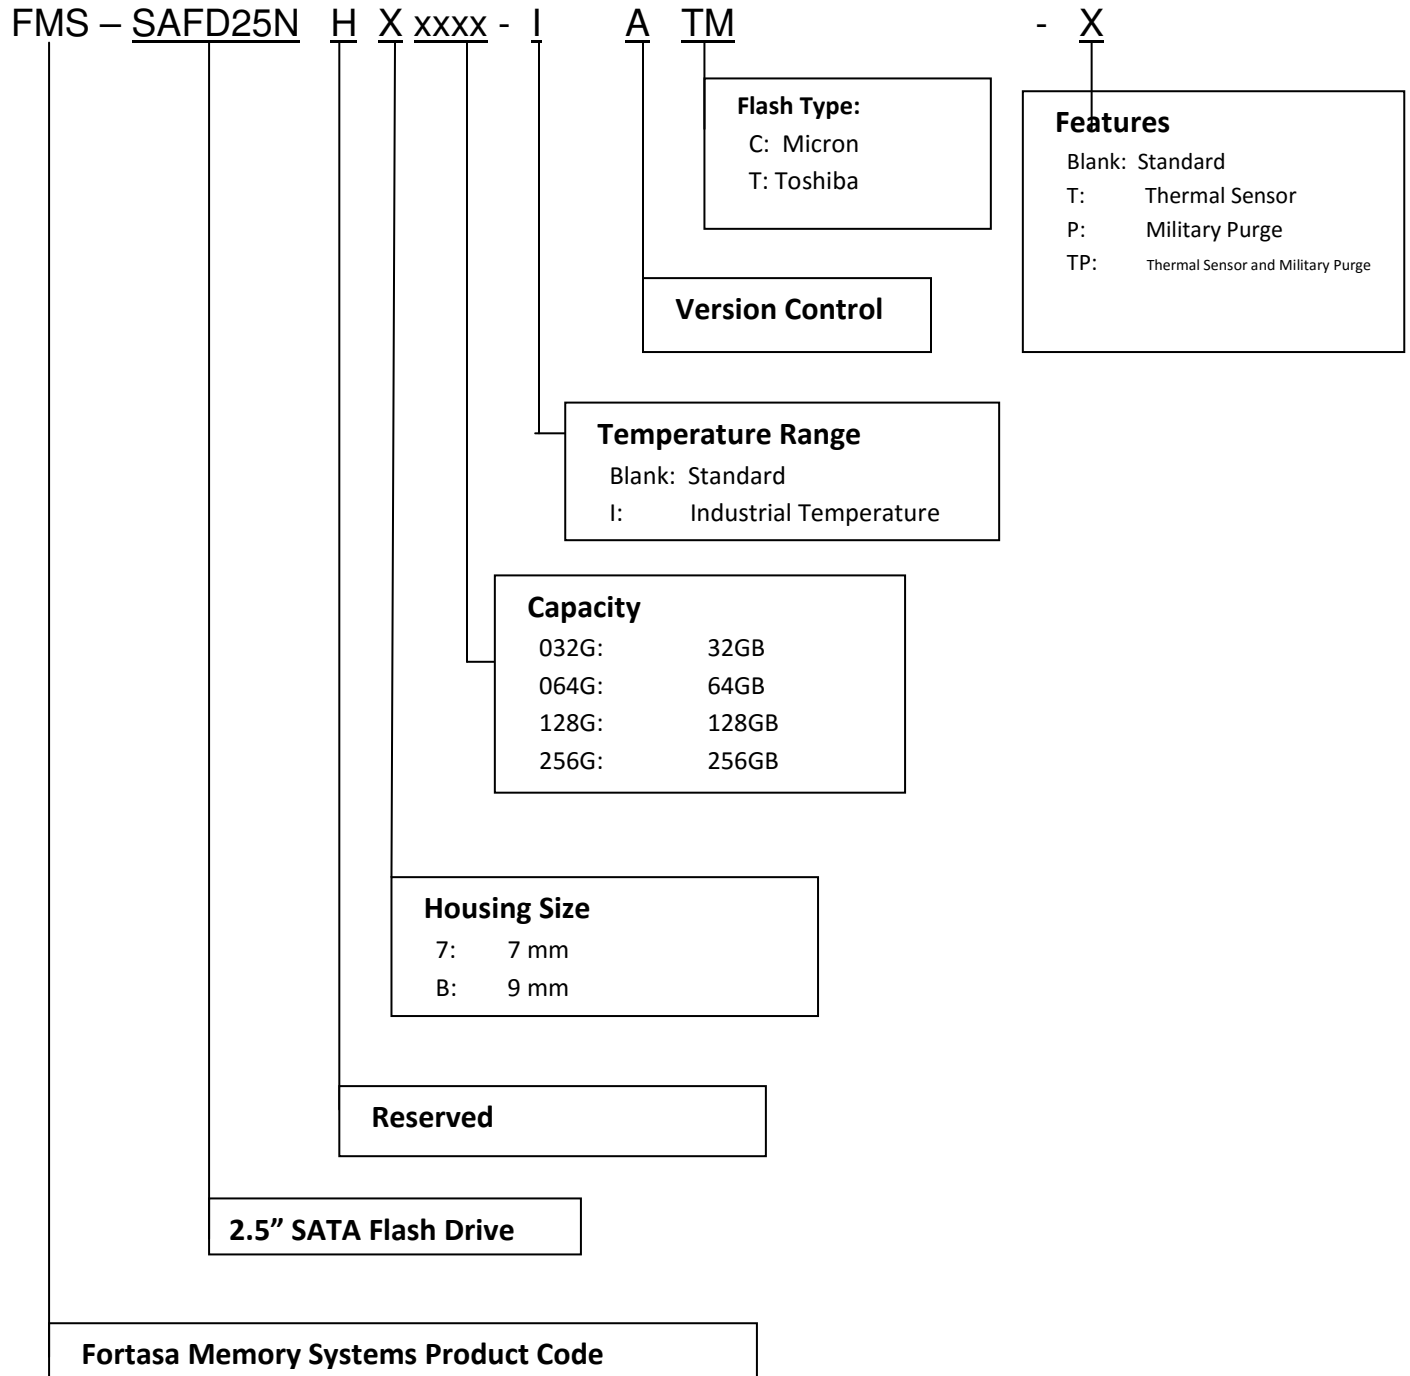 FMS – SAFD25N H X xxxx - I A TM - X
Flash Type:
C: Micron
T: Toshiba
Features
Blank: Standard
T: Thermal Sensor
P: Military Purge
TP: Thermal Sensor and Military Purge
Version Control
Temperature Range
Blank: Standard
I: Industrial Temperature
Capacity
032G: 32GB
064G: 64GB
128G: 128GB
256G: 256GB
Housing Size
7: 7 mm
B: 9 mm
Reserved
2.5” SATA Flash Drive
Fortasa Memory Systems Product Code